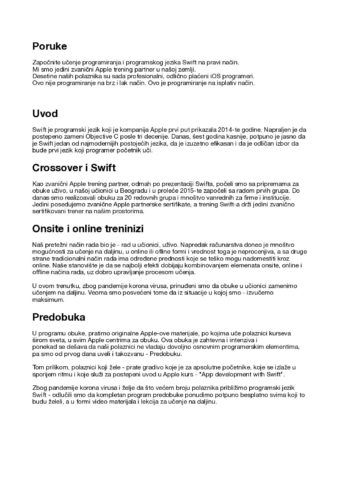 Poruke
Započnite učenje programiranja i programskog jezika Swift na pravi način.
Mi smo jedini zvanični Apple trening partner u našoj zemlji.
Desetine naših polaznika su sada profesionalni, odlično plaćeni iOS programeri.
Ovo nije programiranje na brz i lak način. Ovo je programiranje na isplativ način.
Uvod
Swift je programski jezik koji je kompanija Apple prvi put prikazala 2014-te godine. Napraljen je da
postepeno zameni Objective C posle tri decenije. Danas, šest godina kasnije, potpuno je jasno da
je Swift jedan od najmodernijih postojećih jezika, da je izuzetno efikasan i da je odličan izbor da
bude prvi jezik koji programer početnik uči.
Crossover i Swift
Kao zvanični Apple trening partner, odmah po prezentaciji Swifta, počeli smo sa pripremama za
obuke uživo, u našoj učionici u Beogradu i u proleće 2015-te započeli sa radom prvih grupa. Do
danas smo realizovali obuku za 20 redovnih grupa i mnoštvo vanrednih za firme i institucije.
Jedini posedujemo zvanične Apple partnerske sertifikate, a trening Swift-a drži jedini zvanično
sertifikovani trener na našim prostorima.
Onsite i online treninizi
Naš pretežni način rada bio je - rad u učionici, uživo. Napredak računarstva doneo je mnoštvo
mogućnosti za učenje na daljinu, u online ili offline formi i vrednost toga je neprocenjiva, a sa druge
strane tradicionalni način rada ima određene prednosti koje se teško mogu nadomestiti kroz
online. Naše stanovište je da se najbolji efekti dobijaju kombinovanjem elemenata onsite, online i
offline načina rada, uz dobro upravljanje procesom učenja.
U ovom trenutku, zbog pandemije korona virusa, prinuđeni smo da obuke u učionici zamenimo
učenjem na daljinu. Veoma smo posvećeni tome da iz situacije u kojoj smo - izvučemo
maksimum.
Predobuka
U programu obuke, pratimo originalne Apple-ove materijale, po kojima uče polaznici kurseva
širom sveta, u svim Apple centrima za obuku. Ova obuka je zahtevna i intenziva i
ponekad se dešava da naši polaznici ne vladaju dovoljno osnovnim programerskim elementima,
pa smo od prvog dana uveli i takozvanu - Predobuku.
Tom prilikom, polaznici koji žele - prate gradivo koje je za apsolutne početnike, koje se izlaže u
sporijem ritmu i koje služi za postepeni uvod u Apple kurs - "App development with Swift".
Zbog pandemije korona virusa i želje da što većem broju polaznika približimo programski jezik
Swift - odlučili smo da kompletan program predobuke ponudimo potpuno besplatno svima koji to
budu želeli, a u formi video materijala i lekcija za učenje na daljinu.